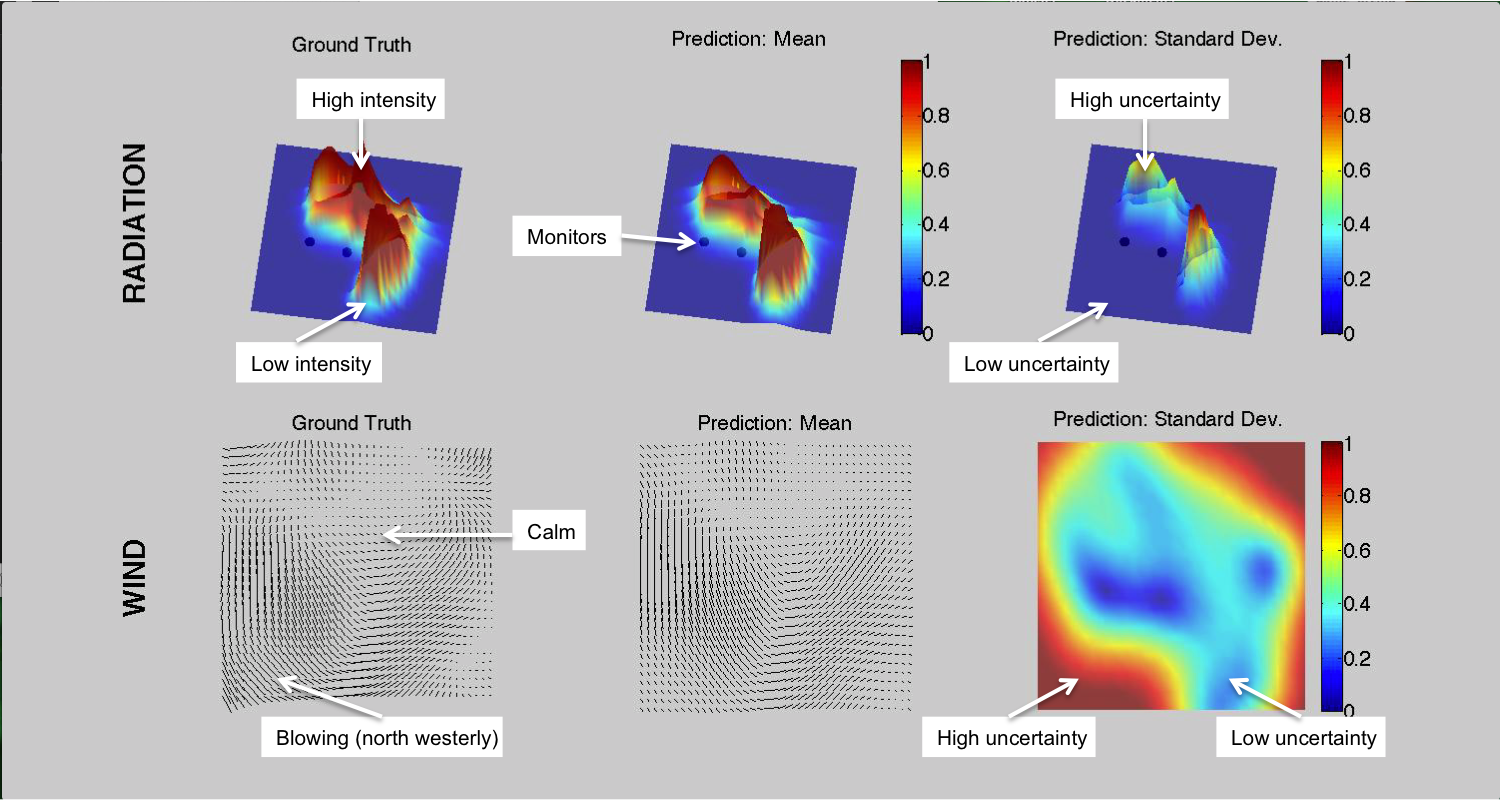 Ground Truth
Prediction: Mean
Prediction: Standard Dev.
High intensity
High uncertainty
1
0.8
0.6
0.4
0.2
0
1
0.8
0.6
0.4
0.2
0
RADIATION
Monitors
Low intensity
Low uncertainty
Ground Truth
Prediction: Mean
Prediction: Standard Dev.
1
0.8
0.6
0.4
0.2
0
WIND
Calm
Blowing (north westerly)
High uncertainty
Low uncertainty